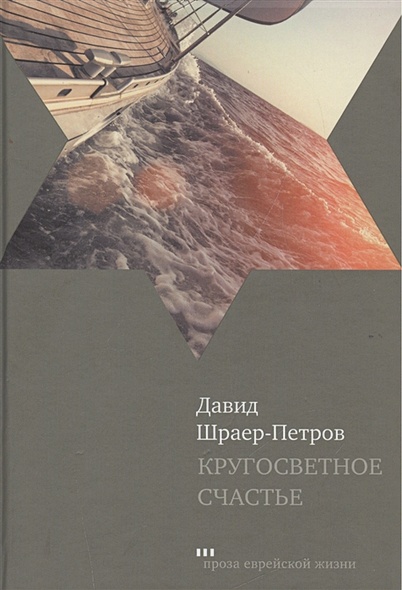 Давид
Шраер-Петров
КРУГОСВЕТНОЕ
СЧАСТЬЕ
проза еврейской жизни